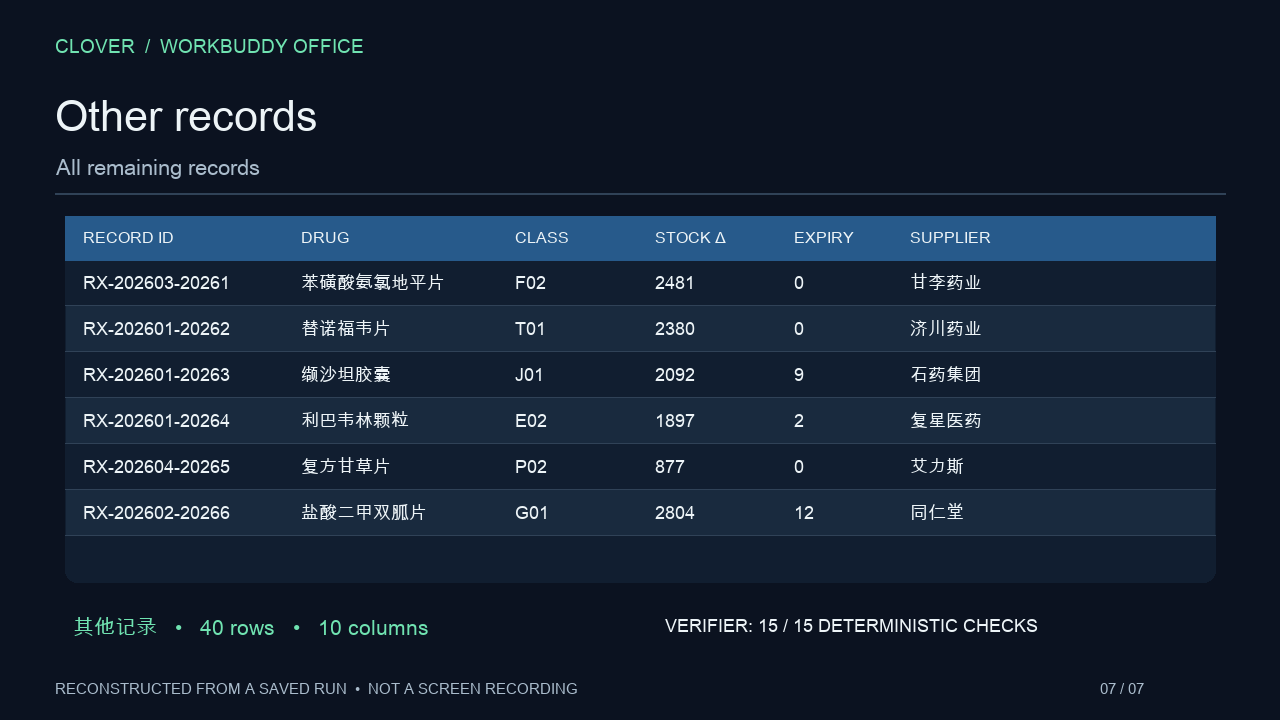 CLOVER / WORKBUDDY OFFICE
Other records
All remaining records
RECORD ID DRUG CLASS STOCK Δ EXPIRY SUPPLIER
RX-202603-20261 苯磺酸氨氯地平片 F02 2481 0 甘李药业
RX-202601-20262 替诺福韦片 T01 2380 0 济川药业
RX-202601-20263 缬沙坦胶囊 J01 2092 9 石药集团
RX-202601-20264 利巴韦林颗粒 E02 1897 2 复星医药
RX-202604-20265 复方甘草片 P02 877 0 艾力斯
RX-202602-20266 盐酸二甲双胍片 G01 2804 12 同仁堂
其他记录 • 40 rows • 10 columns
VERIFIER: 15 / 15 DETERMINISTIC CHECKS
RECONSTRUCTED FROM A SAVED RUN • NOT A SCREEN RECORDING
07 / 07